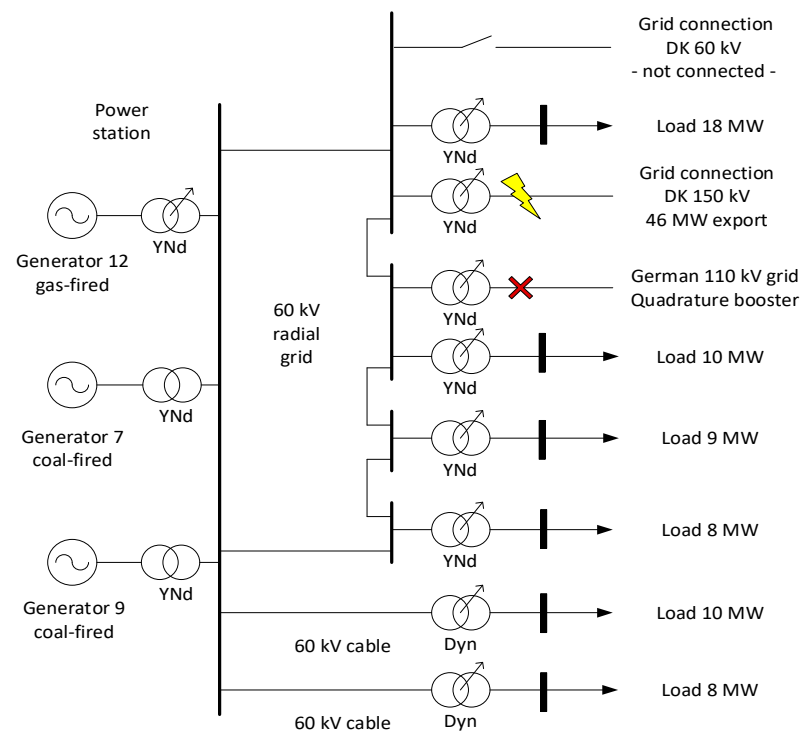 Grid connection
DK 60 kV
- not connected -
Power
station
Load 18 MW
YNd
Grid connection
DK 150 kV
46 MW export
YNd
YNd
Generator 12
gas-fired
German 110 kV grid
Quadrature booster
YNd
60 kV
radial
grid
Load 10 MW
YNd
YNd
Generator 7
coal-fired
Load 9 MW
YNd
Load 8 MW
YNd
YNd
Generator 9
coal-fired
Load 10 MW
60 kV cable
Dyn
Load 8 MW
60 kV cable
Dyn